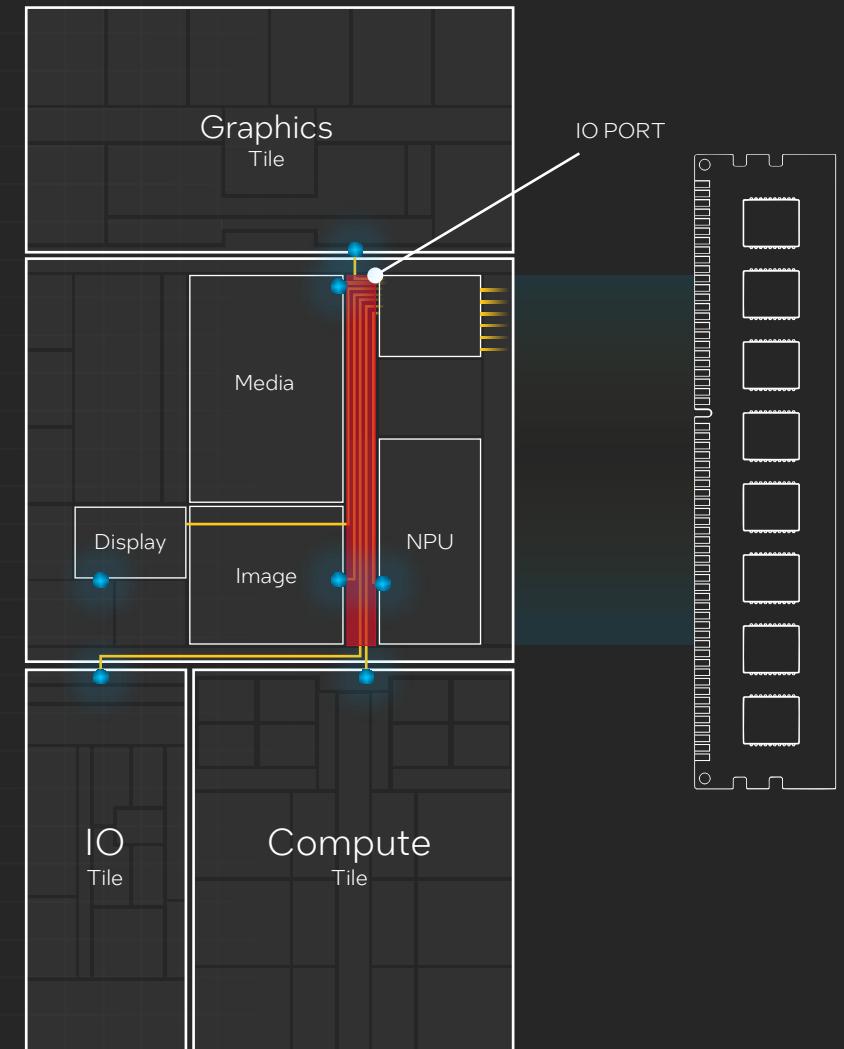 Graphics
Tile
IO PORT
Media
Display
Image
NPU
IO
Tile
Compute
Tile